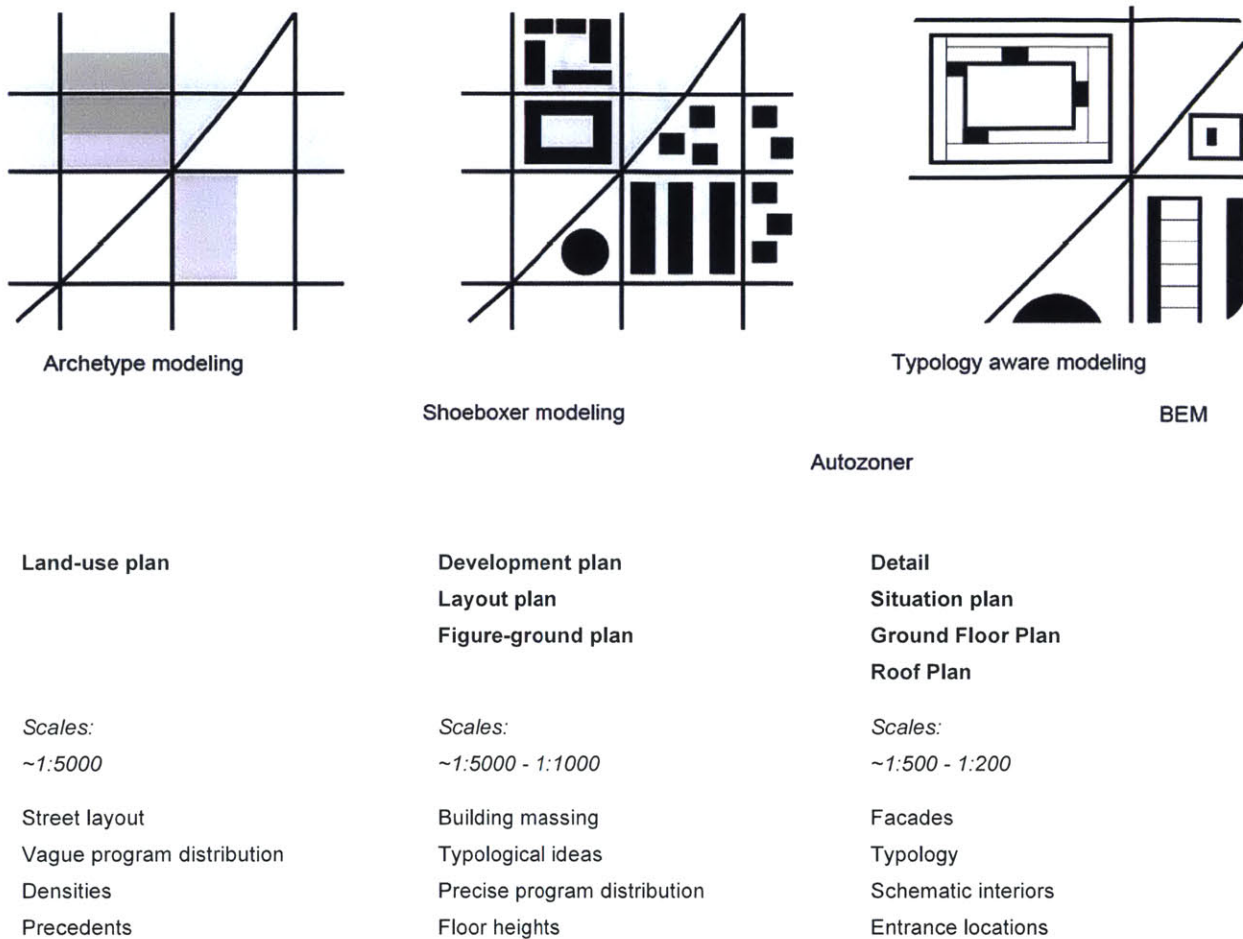 Archetype modeling
Typology aware modeling
Shoeboxer modeling
BEM
Autozoner
Land-use plan
Development plan
Layout plan
Figure-ground plan
Detail
Situation plan
Ground Floor Plan
Roof Plan
Scales:
~1:5000
Scales:
~1:5000 - 1:1000
Scales:
~1:500 - 1:200
Street layout
Vague program distribution
Densities
Precedents
Building massing
Typological ideas
Precise program distribution
Floor heights
Facades
Typology
Schematic interiors
Entrance locations